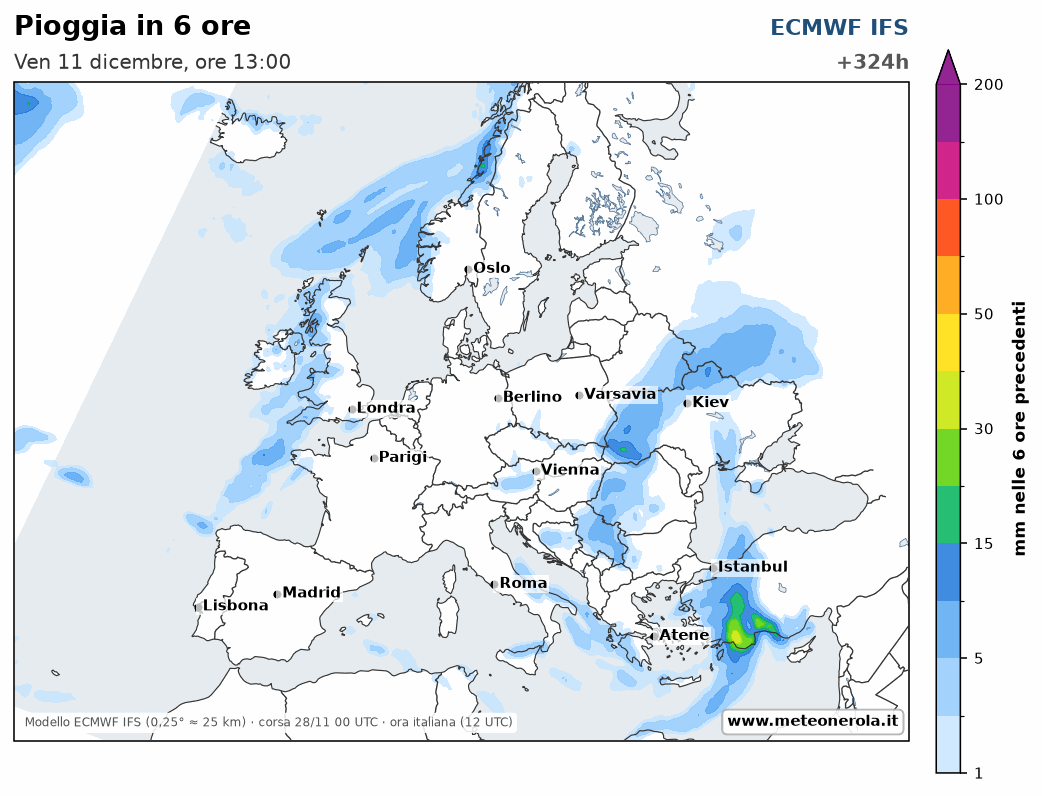 Pioggia in 6 ore
ECMWF IFS
Ven 11 dicembre, ore 13:00
+324h
200
100
50
30
15
5
1
mm nelle 6 ore precedenti
Oslo
Berlino
Varsavia
Kiev
Londra
Parigi
Vienna
Istanbul
Roma
Madrid
Lisbona
Atene
Modello ECMWF IFS (0,25° ≈ 25 km) · corsa 28/11 00 UTC · ora italiana (12 UTC)
www.meteonerola.it